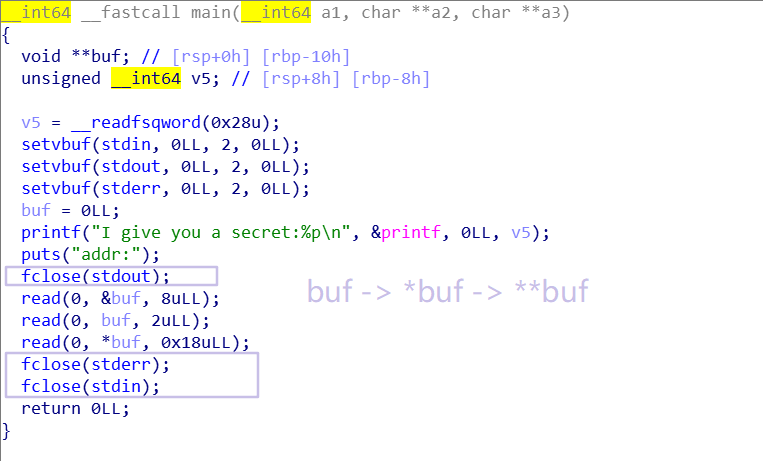 __int64 __fastcall main(__int64 a1, char **a2, char **a3)
{
  void **buf; // [rsp+0h] [rbp-10h]
  unsigned __int64 v5; // [rsp+8h] [rbp-8h]

  v5 = __readfsqword(0x28u);
  setvbuf(stdin, 0LL, 2, 0LL);
  setvbuf(stdout, 0LL, 2, 0LL);
  setvbuf(stderr, 0LL, 2, 0LL);
  buf = 0LL;
  printf("I give you a secret:%p\n", &printf, 0LL, v5);
  puts("addr:");
  fclose(stdout);
  read(0, &buf, 8uLL);
  read(0, buf, 2uLL);
  read(0, *buf, 0x18uLL);
  fclose(stderr);
  fclose(stdin);
  return 0LL;
}
buf -> *buf -> **buf